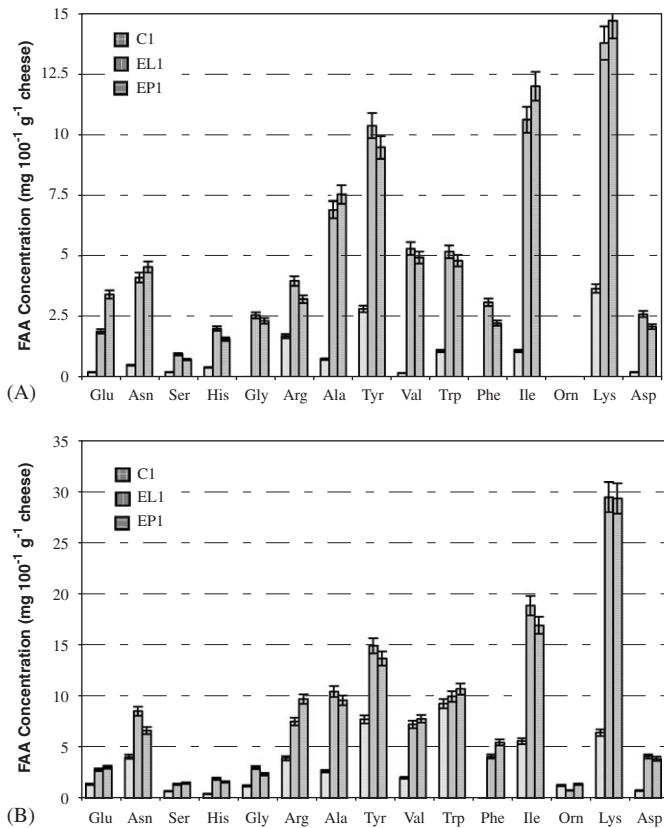 15
C1
EL1
EP1
12.5
10
7.5
5
2.5
0
FAA Concentration (mg 100⁻¹ g⁻¹ cheese)
Glu Asn Ser His Gly Arg Ala Tyr Val Trp Phe Ile Orn Lys Asp
(A)
35
C1
EL1
EP1
30
25
20
15
10
5
0
FAA Concentration (mg 100⁻¹ g⁻¹ cheese)
Glu Asn Ser His Gly Arg Ala Tyr Val Trp Phe Ile Orn Lys Asp
(B)